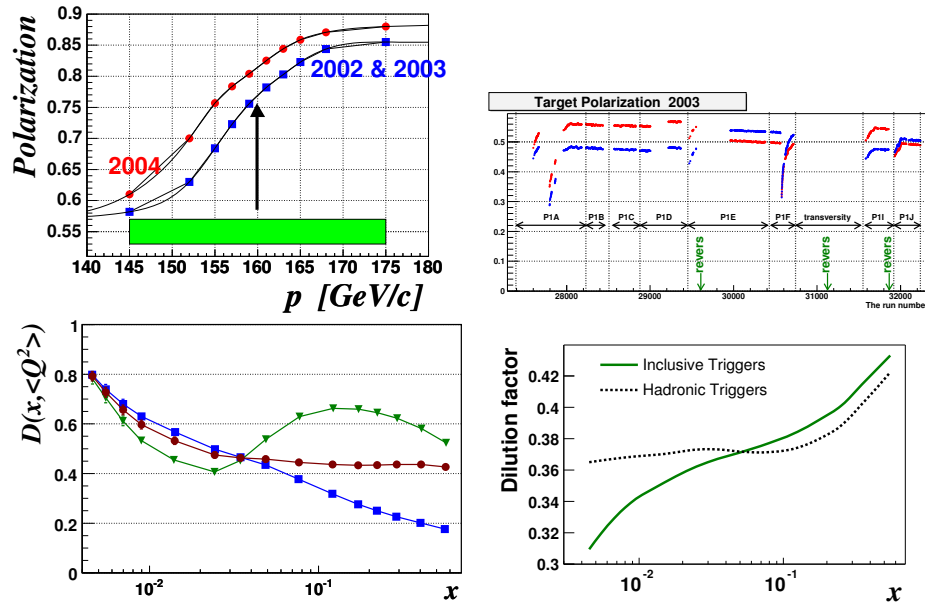 0.9
0.85
0.8
0.75
0.7
0.65
0.6
0.55
Polarization
2002 & 2003
2004
140 145 150 155 160 165 170 175 180
p [GeV/c]
Target Polarization 2003
0.5
0.4
0.3
0.2
0.1
0
P1A P1B P1C P1D P1E P1F transversity P1I P1J
revers revers revers
28000 29000 30000 31000 32000
The run numbe
1
0.8
0.6
0.4
0.2
0
D(x,<Q²>)
10⁻² 10⁻¹
x
Inclusive Triggers
Hadronic Triggers
0.42
0.4
0.38
0.36
0.34
0.32
0.3
Dilution factor
10⁻² 10⁻¹
x